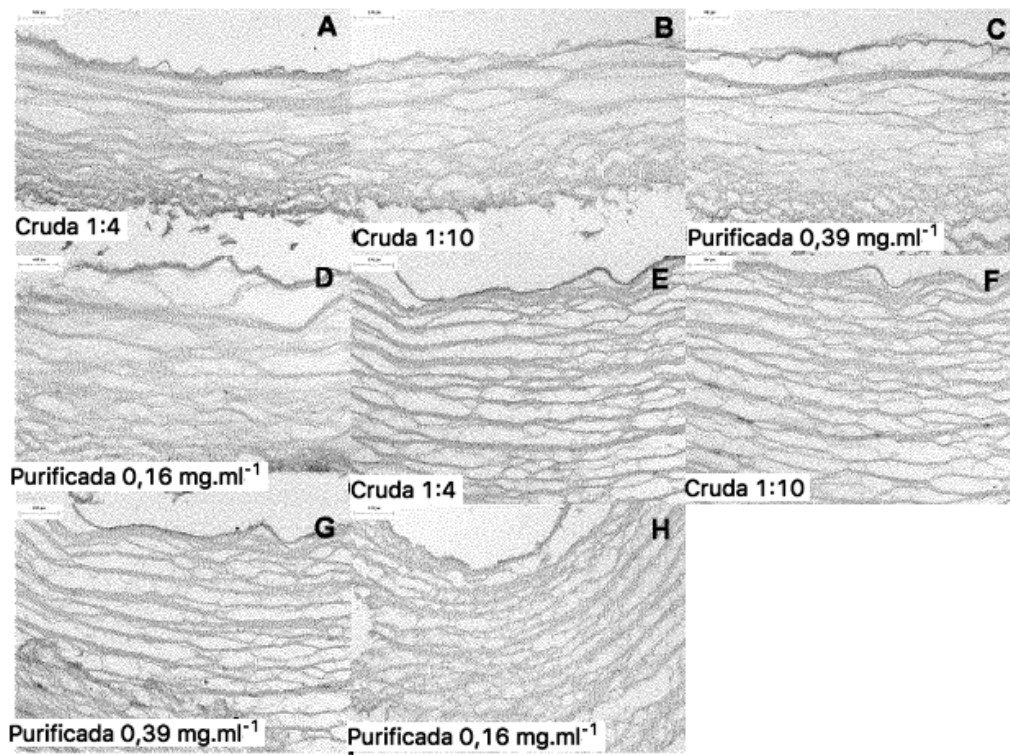 A
B
C
Cruda 1:4
Cruda 1:10
Purificada 0,39 mg.ml⁻¹
D
E
F
Purificada 0,16 mg.ml⁻¹
Cruda 1:4
Cruda 1:10
G
H
Purificada 0,39 mg.ml⁻¹
Purificada 0,16 mg.ml⁻¹